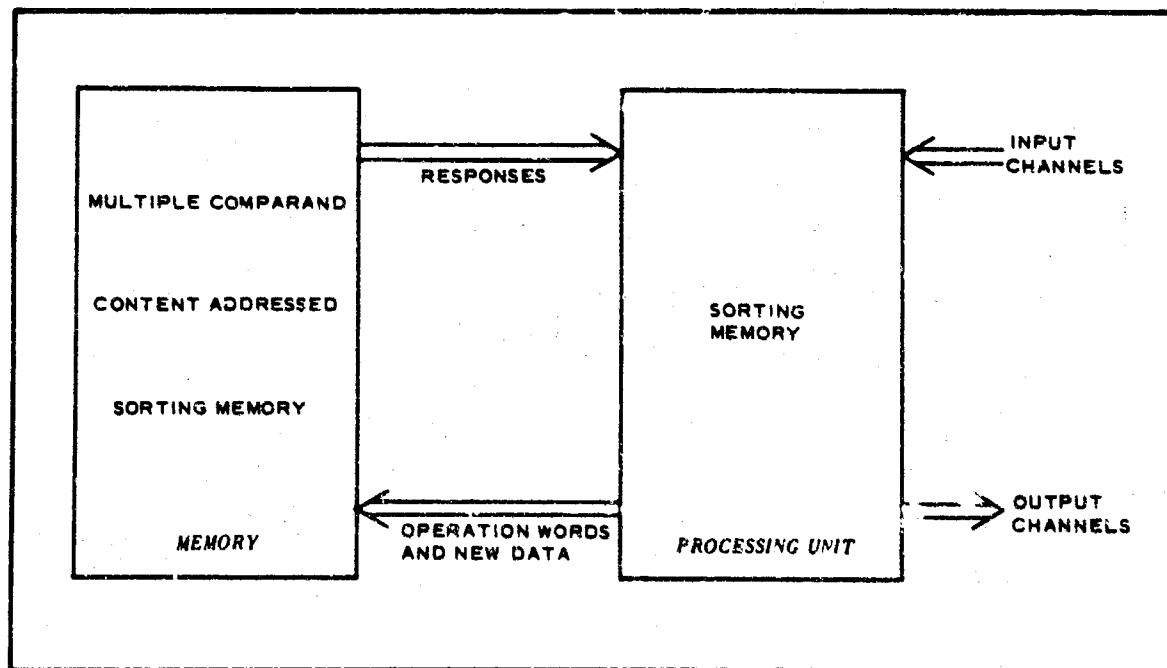 MULTIPLE COMPARAND
CONTENT ADDRESSED
SORTING MEMORY
MEMORY
RESPONSES
OPERATION WORDS
AND NEW DATA
SORTING
MEMORY
PROCESSING UNIT
INPUT
CHANNELS
OUTPUT
CHANNELS